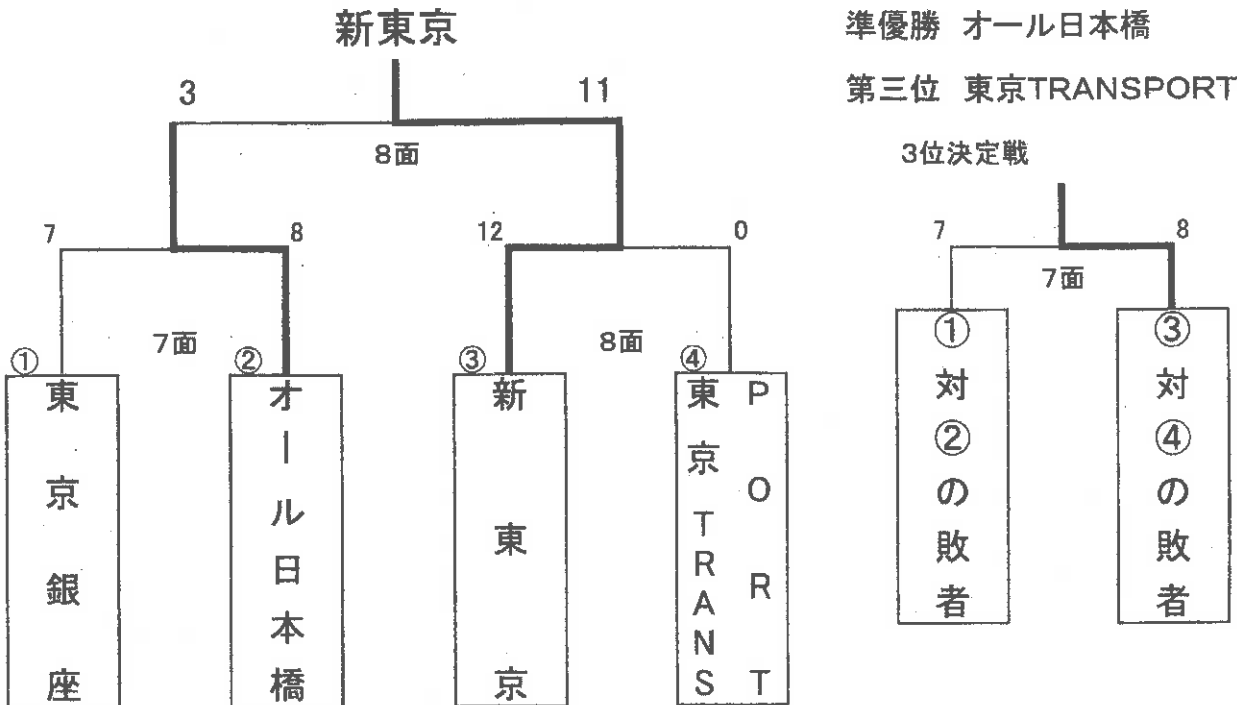 新東京
準優勝 オール日本橋
第三位 東京TRANSPORT
3 11
8面
3位決定戦
7 8 12 0
7面 8面
7 8
7面
① 東京銀座
② オール日本橋
③ 新東京
④ 東京TRANSPORT
①対②の敗者
③対④の敗者